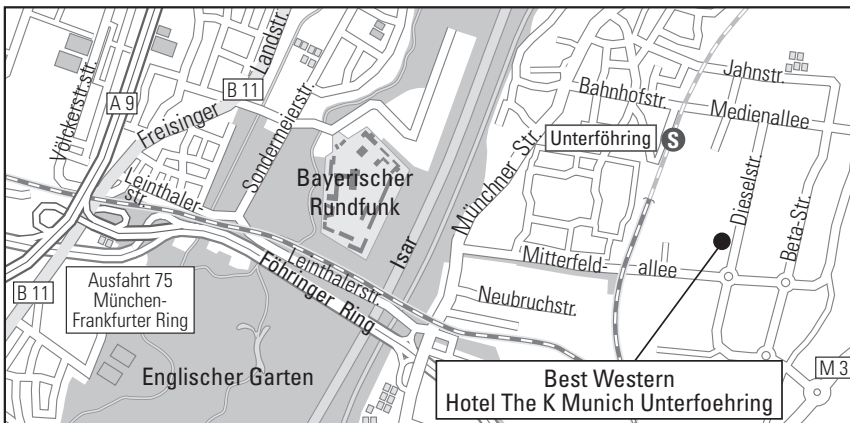 Völckerstr.str.
A 9
Freisinger Landstr.
B 11
Sondermeierstr.
Leinthaler-
str.
Bayerischer
Rundfunk
Isar
Münchner Str.
Unterföhring
S
Bahnhofstr.
Jahnstr.
Medienallee
Dieselstr.
Beta-Str.
Mitterfeld-
allee
Neubruchstr.
Leinthalerstr.
Föhringer Ring
B 11
Ausfahrt 75
München-
Frankfurter Ring
Englischer Garten
Best Western
Hotel The K Munich Unterfoehring
M 3